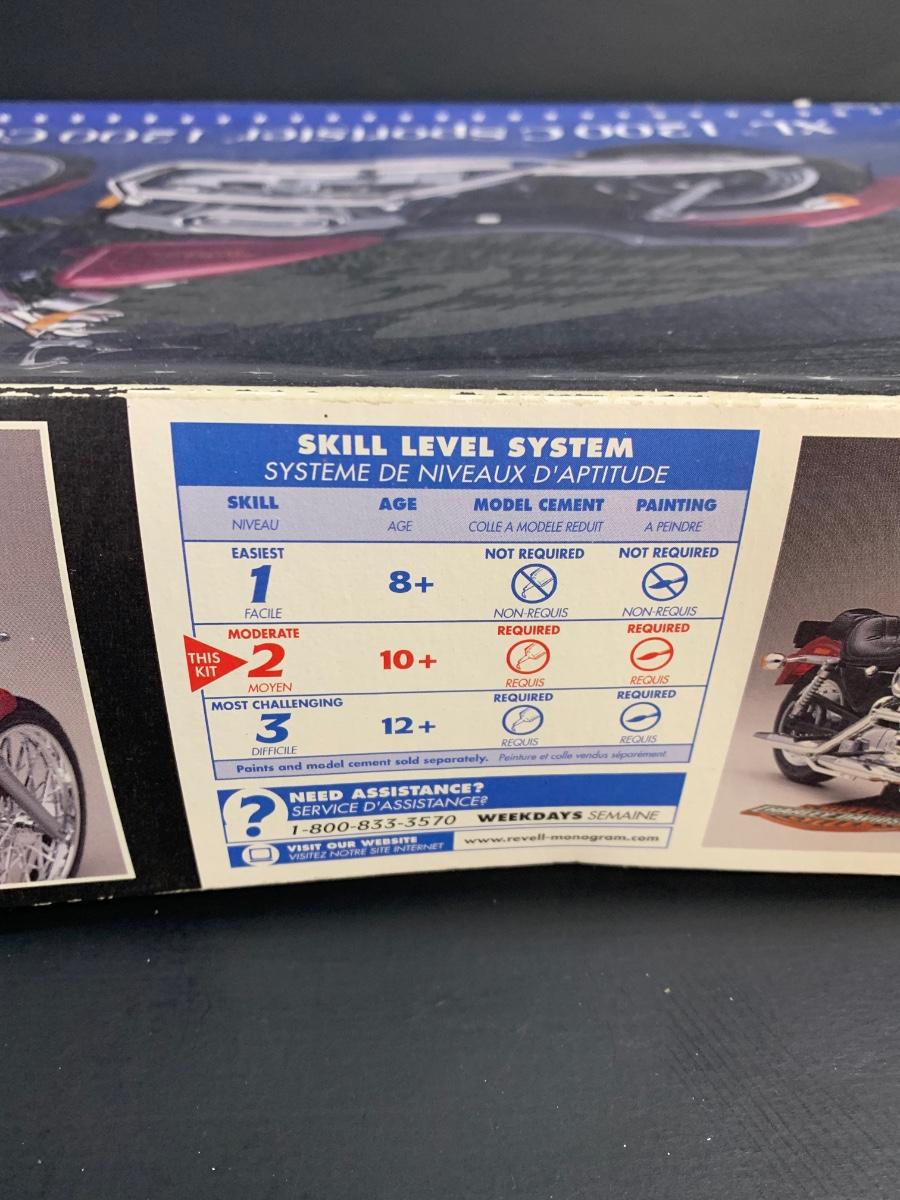 XL 1200 C Sportster 1200 C
SKILL LEVEL SYSTEM
SYSTEME DE NIVEAUX D'APTITUDE
SKILL AGE MODEL CEMENT PAINTING
NIVEAU AGE COLLE A MODELE REDUIT A PEINDRE
EASIEST NOT REQUIRED NOT REQUIRED
1 8+
FACILE NON-REQUIS NON-REQUIS
MODERATE REQUIRED REQUIRED
THIS KIT 2 10+
MOYEN REQUIS REQUIS
MOST CHALLENGING REQUIRED REQUIRED
3 12+
DIFFICILE REQUIS REQUIS
Paints and model cement sold separately. Peinture et colle vendus séparément
? NEED ASSISTANCE?
SERVICE D'ASSISTANCE?
1-800-833-3570 WEEKDAYS SEMAINE
VISIT OUR WEBSITE www.revell-monogram.com
VISITEZ NOTRE SITE INTERNET